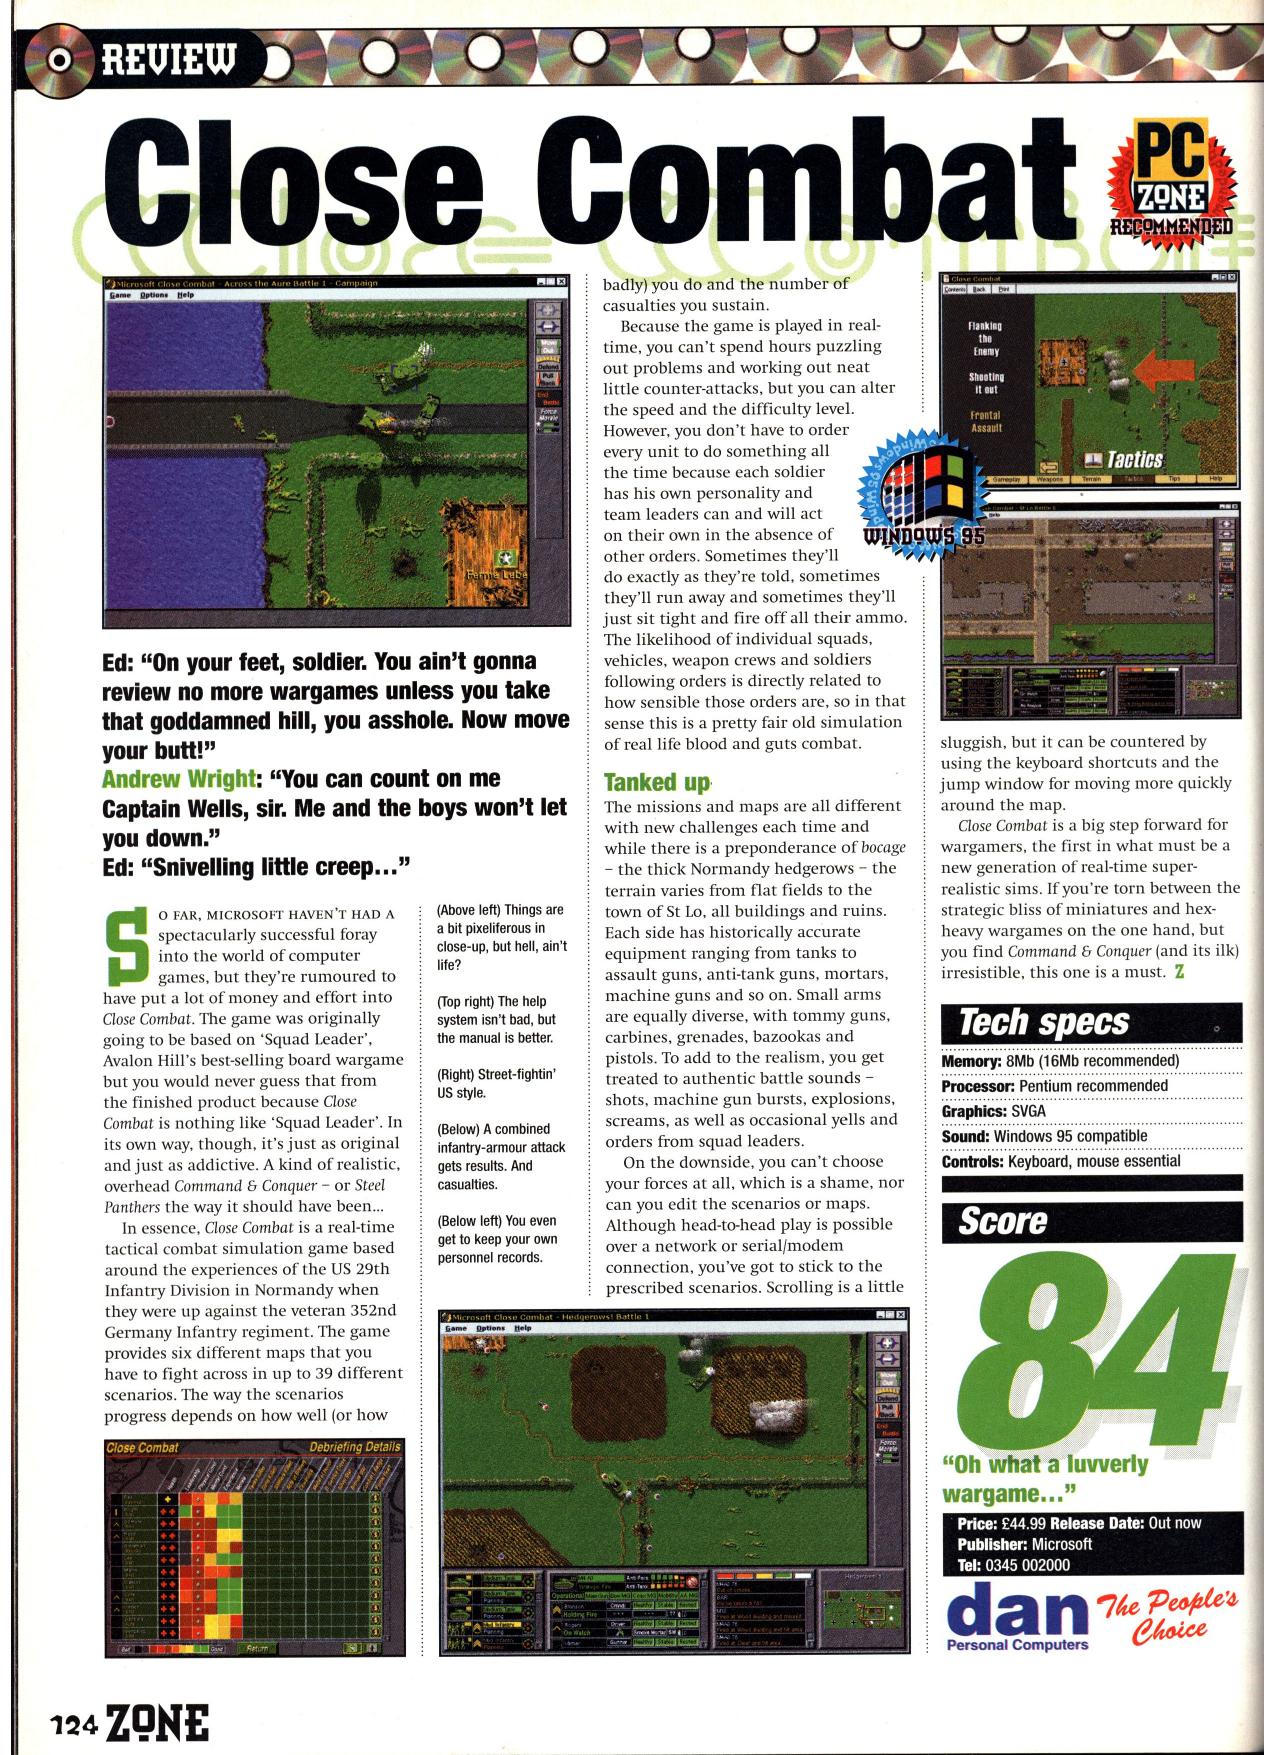 REVIEW
Close Combat
PC
ZONE
RECOMMENDED
Microsoft Close Combat - Across the Aure Battle 1 - Campaign
Game Options Help
Move Out
Defend
Pull Back
End Battle
Force Morale
Ed: “On your feet, soldier. You ain’t gonna
review no more wargames unless you take
that goddamned hill, you asshole. Now move
your butt!”
Andrew Wright: “You can count on me
Captain Wells, sir. Me and the boys won’t let
you down.”
Ed: “Snivelling little creep…”
SO FAR, MICROSOFT HAVEN’T HAD A
spectacularly successful foray
into the world of computer
games, but they’re rumoured to
have put a lot of money and effort into
Close Combat. The game was originally
going to be based on ‘Squad Leader’,
Avalon Hill’s best-selling board wargame
but you would never guess that from
the finished product because Close
Combat is nothing like ‘Squad Leader’. In
its own way, though, it’s just as original
and just as addictive. A kind of realistic,
overhead Command & Conquer – or Steel
Panthers the way it should have been...
In essence, Close Combat is a real-time
tactical combat simulation game based
around the experiences of the US 29th
Infantry Division in Normandy when
they were up against the veteran 352nd
Germany Infantry regiment. The game
provides six different maps that you
have to fight across in up to 39 different
scenarios. The way the scenarios
progress depends on how well (or how
Close Combat
Debriefing Details
Bad
Good
Return
(Above left) Things are
a bit pixeliferous in
close-up, but hell, ain’t
life?
(Top right) The help
system isn’t bad, but
the manual is better.
(Right) Street-fightin’
US style.
(Below) A combined
infantry-armour attack
gets results. And
casualties.
(Below left) You even
get to keep your own
personnel records.
badly) you do and the number of
casualties you sustain.
Because the game is played in real-
time, you can’t spend hours puzzling
out problems and working out neat
little counter-attacks, but you can alter
the speed and the difficulty level.
However, you don’t have to order
every unit to do something all
the time because each soldier
has his own personality and
team leaders can and will act
on their own in the absence of
other orders. Sometimes they’ll
do exactly as they’re told, sometimes
they’ll run away and sometimes they’ll
just sit tight and fire off all their ammo.
The likelihood of individual squads,
vehicles, weapon crews and soldiers
following orders is directly related to
how sensible those orders are, so in that
sense this is a pretty fair old simulation
of real life blood and guts combat.
Tanked up
The missions and maps are all different
with new challenges each time and
while there is a preponderance of bocage
– the thick Normandy hedgerows – the
terrain varies from flat fields to the
town of St Lo, all buildings and ruins.
Each side has historically accurate
equipment ranging from tanks to
assault guns, anti-tank guns, mortars,
machine guns and so on. Small arms
are equally diverse, with tommy guns,
carbines, grenades, bazookas and
pistols. To add to the realism, you get
treated to authentic battle sounds –
shots, machine gun bursts, explosions,
screams, as well as occasional yells and
orders from squad leaders.
On the downside, you can’t choose
your forces at all, which is a shame, nor
can you edit the scenarios or maps.
Although head-to-head play is possible
over a network or serial/modem
connection, you’ve got to stick to the
prescribed scenarios. Scrolling is a little
Microsoft Close Combat - Hedgerows! Battle 1
Game Options Help
Move Out
Defend
Pull Back
End Battle
Force Morale
Holding Fire
On Watch
Close Combat
Contents Back Print
Flanking
the
Enemy
Shooting
it out
Frontal
Assault
Tactics
Gameplay Weapons Terrain Tactics Tips Help
WINDOWS 95
sluggish, but it can be countered by
using the keyboard shortcuts and the
jump window for moving more quickly
around the map.
Close Combat is a big step forward for
wargamers, the first in what must be a
new generation of real-time super-
realistic sims. If you’re torn between the
strategic bliss of miniatures and hex-
heavy wargames on the one hand, but
you find Command & Conquer (and its ilk)
irresistible, this one is a must. Z
Tech specs
Memory: 8Mb (16Mb recommended)
Processor: Pentium recommended
Graphics: SVGA
Sound: Windows 95 compatible
Controls: Keyboard, mouse essential
Score
84
“Oh what a luvverly
wargame…”
Price: £44.99 Release Date: Out now
Publisher: Microsoft
Tel: 0345 002000
dan
Personal Computers
The People's
Choice
124 ZONE